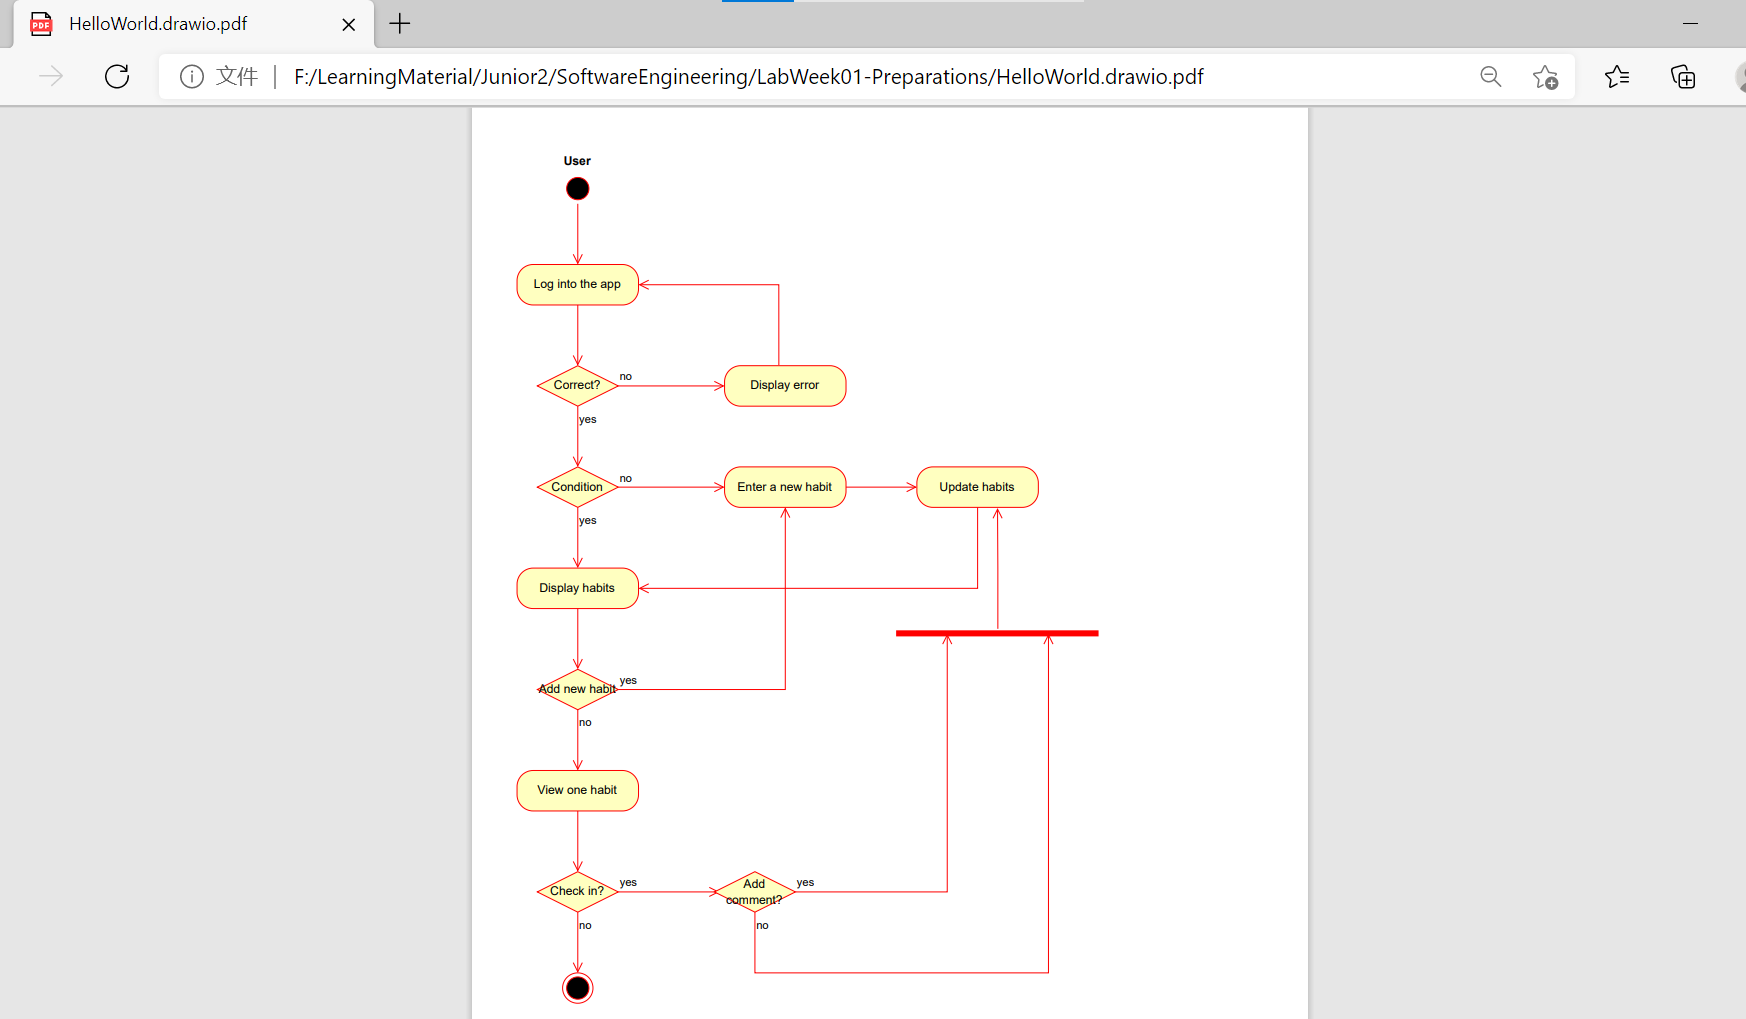 HelloWorld.drawio.pdf
文件
F:/LearningMaterial/Junior2/SoftwareEngineering/LabWeek01-Preparations/HelloWorld.drawio.pdf
User
Log into the app
Correct?
no
Display error
yes
Condition
no
Enter a new habit
Update habits
yes
Display habits
Add new habit
yes
no
View one habit
Check in?
yes
Add
comment?
yes
no
no